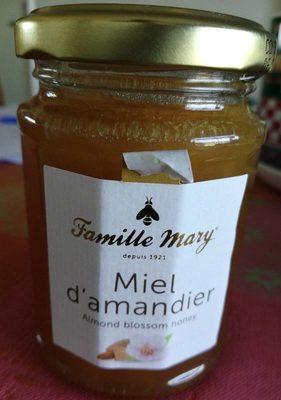 Famille Mary
depuis 1921
Miel
d'amandier
Almond blossom honey